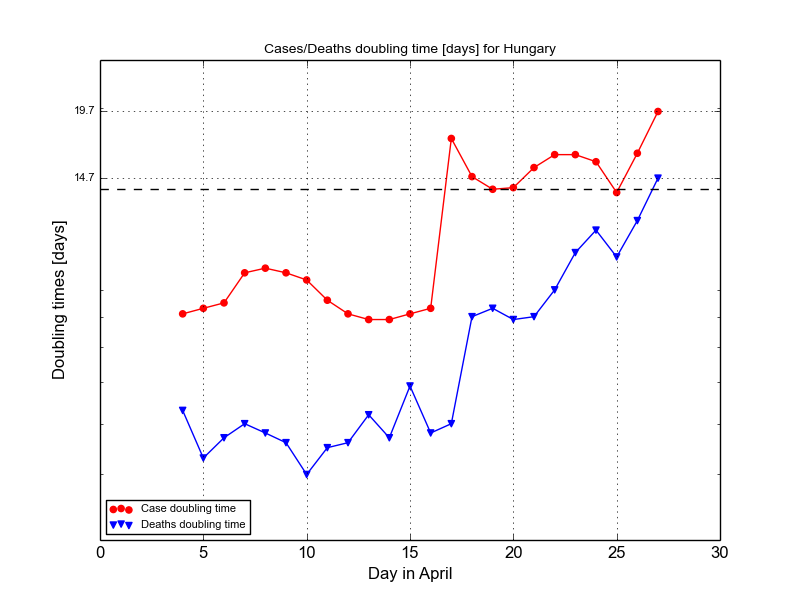 Cases/Deaths doubling time [days] for Hungary
19.7
14.7
Doubling times [days]
Case doubling time
Deaths doubling time
0 5 10 15 20 25 30
Day in April